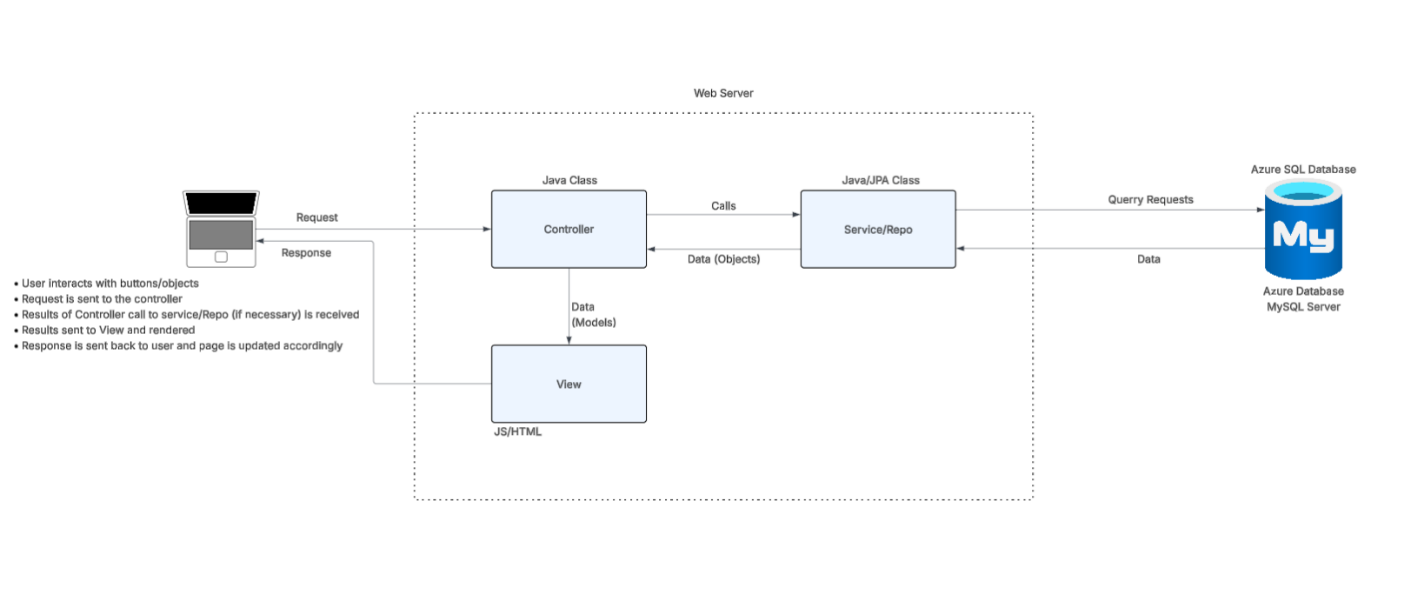 Web Server
Java Class
Java/JPA Class
Azure SQL Database
Request
Controller
Calls
Service/Repo
Querry Requests
My
Response
Data (Objects)
Data
Azure Database
MySQL Server
• User interacts with buttons/objects
• Request is sent to the controller
• Results of Controller call to service/Repo (if necessary) is received
• Results sent to View and rendered
• Response is sent back to user and page is updated accordingly
Data
(Models)
View
JS/HTML